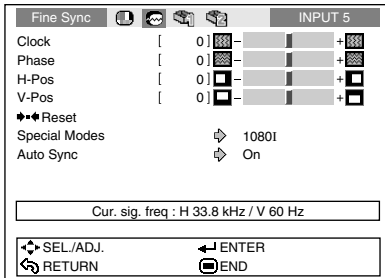 Fine Sync INPUT 5
Clock [ 0 ] - +
Phase [ 0 ] - +
H-Pos [ 0 ] - +
V-Pos [ 0 ] - +
Reset
Special Modes 1080I
Auto Sync On
Cur. sig. freq : H 33.8 kHz / V 60 Hz
SEL./ADJ. ENTER
RETURN END